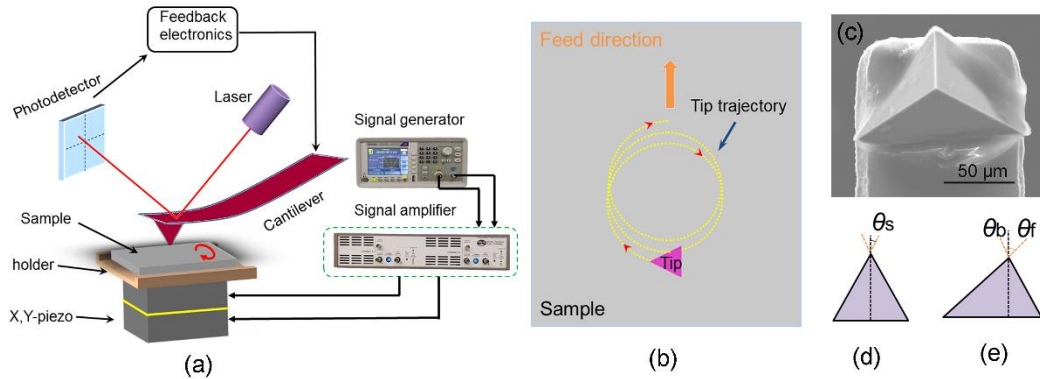 Feedback
electronics
Photodetector
Laser
Signal generator
Cantilever
Signal amplifier
Sample
holder
X,Y-piezo
(a)
Feed direction
Tip trajectory
Tip
Sample
(b)
(c)
50 μm
θs
(d)
θb θf
(e)